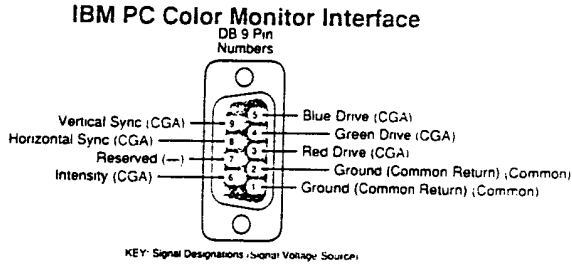 IBM PC Color Monitor Interface
DB 9 Pin
Numbers
Vertical Sync (CGA)
Horizontal Sync (CGA)
Reserved (—)
Intensity (CGA)
9
8
7
6
5
4
3
2
1
Blue Drive (CGA)
Green Drive (CGA)
Red Drive (CGA)
Ground (Common Return) (Common)
Ground (Common Return) (Common)
KEY: Signal Designations (Signal Voltage Source)